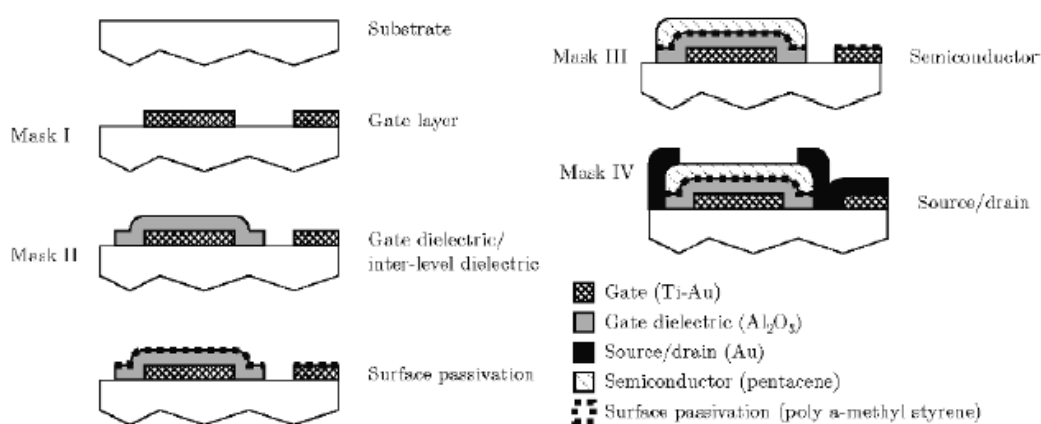 Substrate
Mask I
Gate layer
Mask II
Gate dielectric/
inter-level dielectric
Surface passivation
Mask III
Semiconductor
Mask IV
Source/drain
Gate (Ti-Au)
Gate dielectric (Al₂O₃)
Source/drain (Au)
Semiconductor (pentacene)
Surface passivation (poly a-methyl styrene)